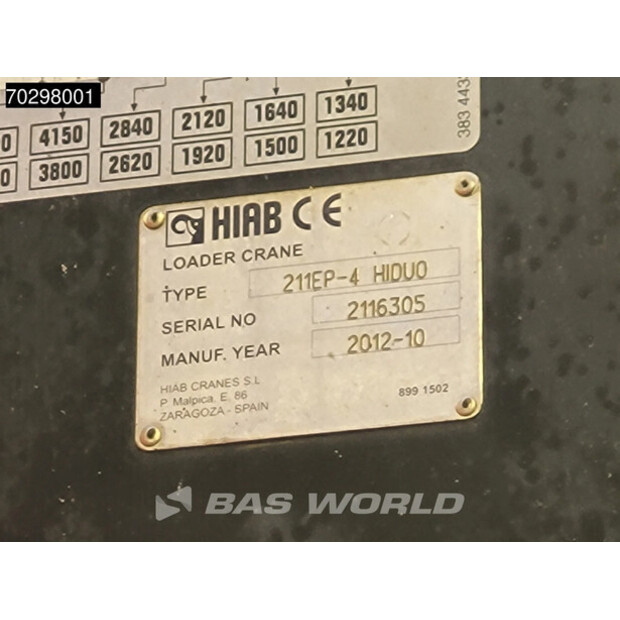 70298001
4150 2840 2120 1640 1340
3800 2620 1920 1500 1220
HIAB CE
LOADER CRANE
TYPE 211EP-4 HIDUO
SERIAL NO 2116305
MANUF. YEAR 2012-10
HIAB CRANES S.L
P. Malpica, E, 86
ZARAGOZA - SPAIN
899 1502
BAS WORLD